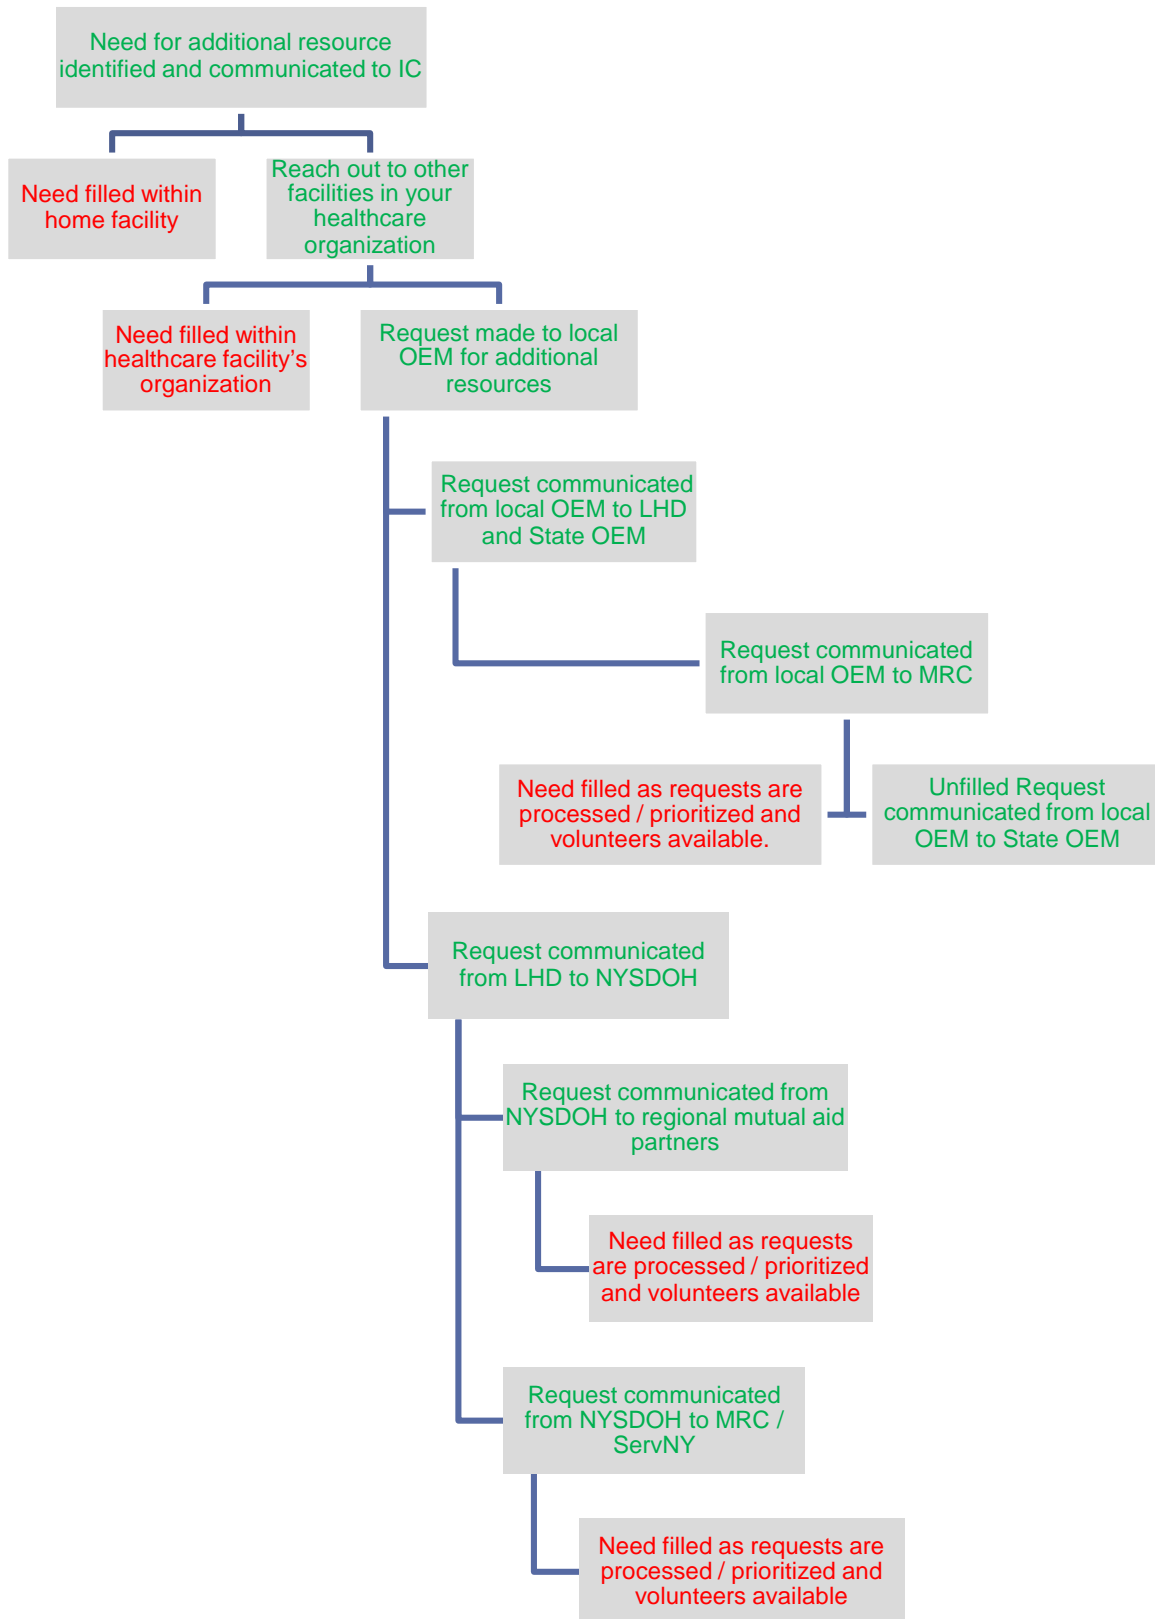 Need for additional resource
identified and communicated to IC
Need filled within
home facility
Reach out to other
facilities in your
healthcare
organization
Need filled within
healthcare facility’s
organization
Request made to local
OEM for additional
resources
Request communicated
from local OEM to LHD
and State OEM
Request communicated
from local OEM to MRC
Need filled as requests are
processed / prioritized and
volunteers available.
Unfilled Request
communicated from local
OEM to State OEM
Request communicated
from LHD to NYSDOH
Request communicated from
NYSDOH to regional mutual aid
partners
Need filled as requests
are processed / prioritized
and volunteers available
Request communicated
from NYSDOH to MRC /
ServNY
Need filled as requests are
processed / prioritized and
volunteers available